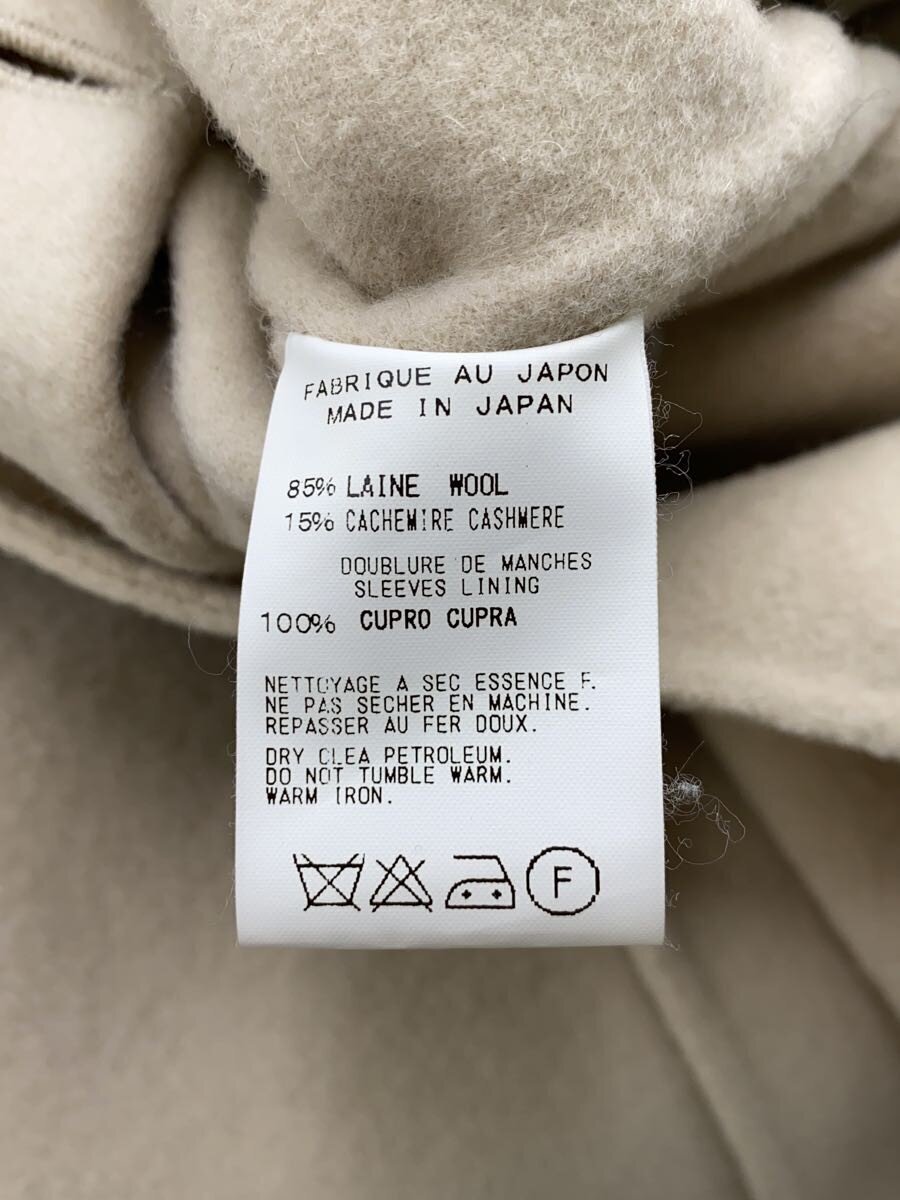 FABRIQUE AU JAPON
MADE IN JAPAN
85% LAINE WOOL
15% CACHEMIRE CASHMERE
DOUBLURE DE MANCHES
SLEEVES LINING
100% CUPRO CUPRA
NETTOYAGE A SEC ESSENCE F.
NE PAS SECHER EN MACHINE.
REPASSER AU FER DOUX.
DRY CLEA PETROLEUM.
DO NOT TUMBLE WARM.
WARM IRON.
F